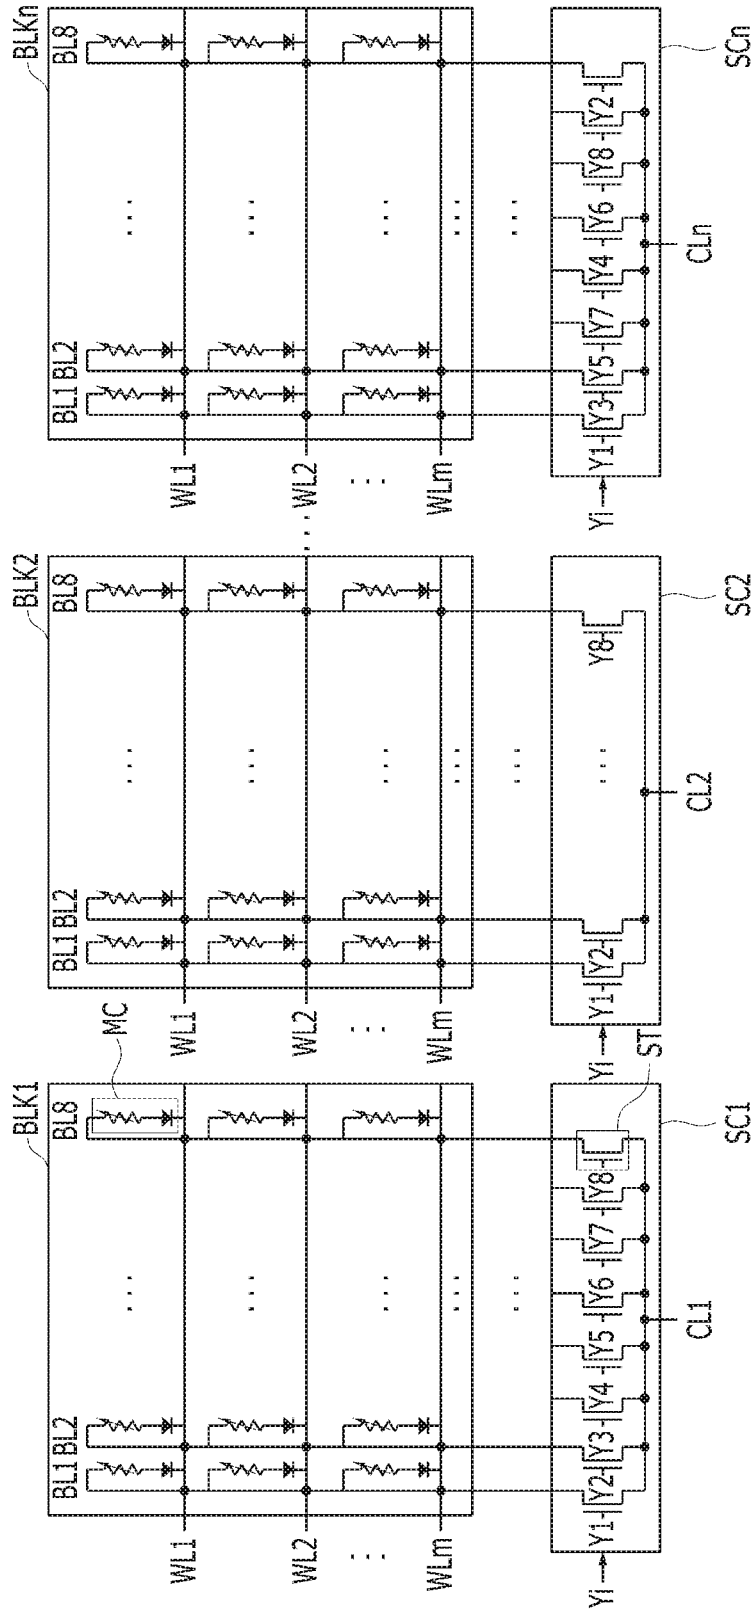 BLK1
BL1 BL2 BL8
MC
WL1
WL2
...
WLm
Yi
Y1 Y2 Y3 Y4 Y5 Y6 Y7 Y8
ST
CL1
SC1
BLK2
BL1 BL2 BL8
WL1
WL2
...
WLm
Yi
Y1 Y2 ... Y8
CL2
SC2
...
BLKn
BL1 BL2 BL8
WL1
WL2
...
WLm
Yi
Y1 Y3 Y5 Y7 Y4 Y6 Y8 Y2
CLn
SCn